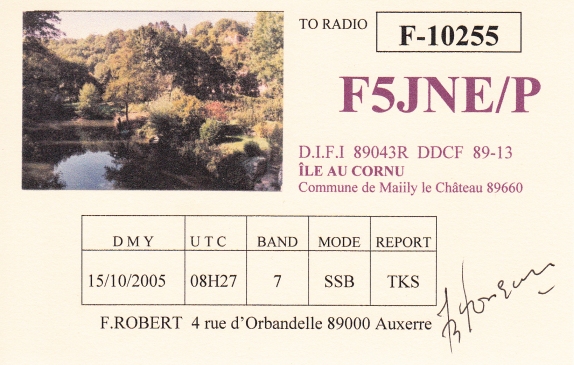 TO RADIO F-10255
F5JNE/P
D.I.F.I 89043R DDCF 89-13
ÎLE AU CORNU
Commune de Maiily le Château 89660
D M Y U T C BAND MODE REPORT
15/10/2005 08H27 7 SSB TKS
F.ROBERT 4 rue d'Orbandelle 89000 Auxerre